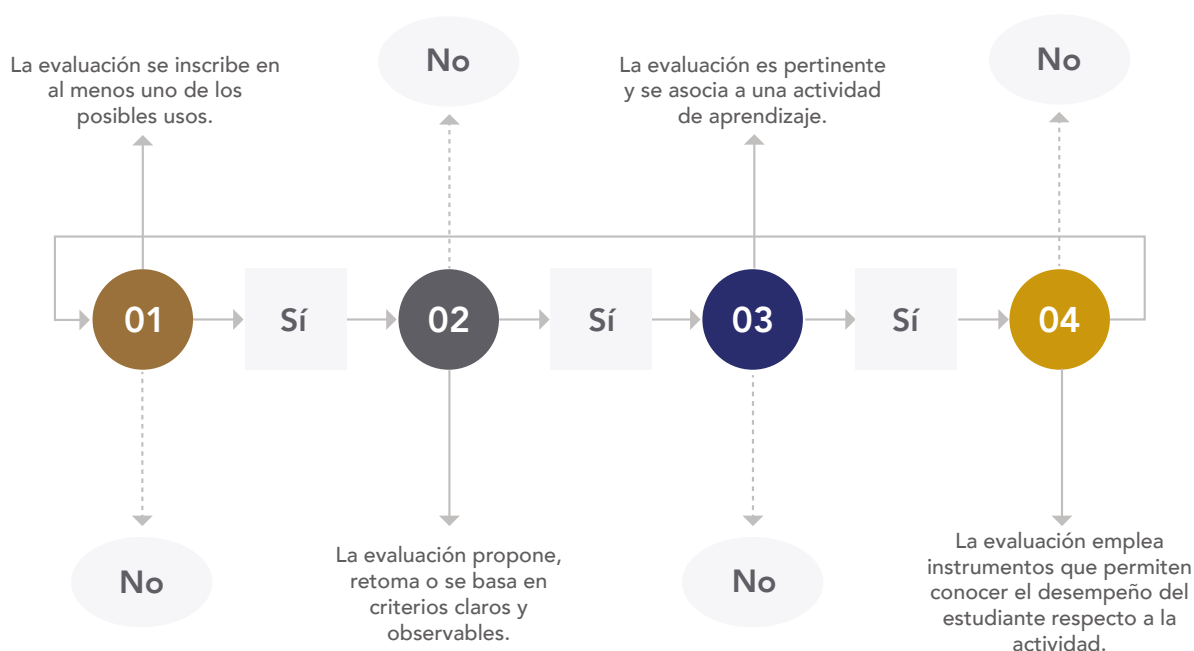 La evaluación se inscribe en
al menos uno de los
posibles usos.
No
La evaluación es pertinente
y se asocia a una actividad
de aprendizaje.
No
01
Sí
02
Sí
03
Sí
04
No
La evaluación propone,
retoma o se basa en
criterios claros y
observables.
No
La evaluación emplea
instrumentos que permiten
conocer el desempeño del
estudiante respecto a la
actividad.